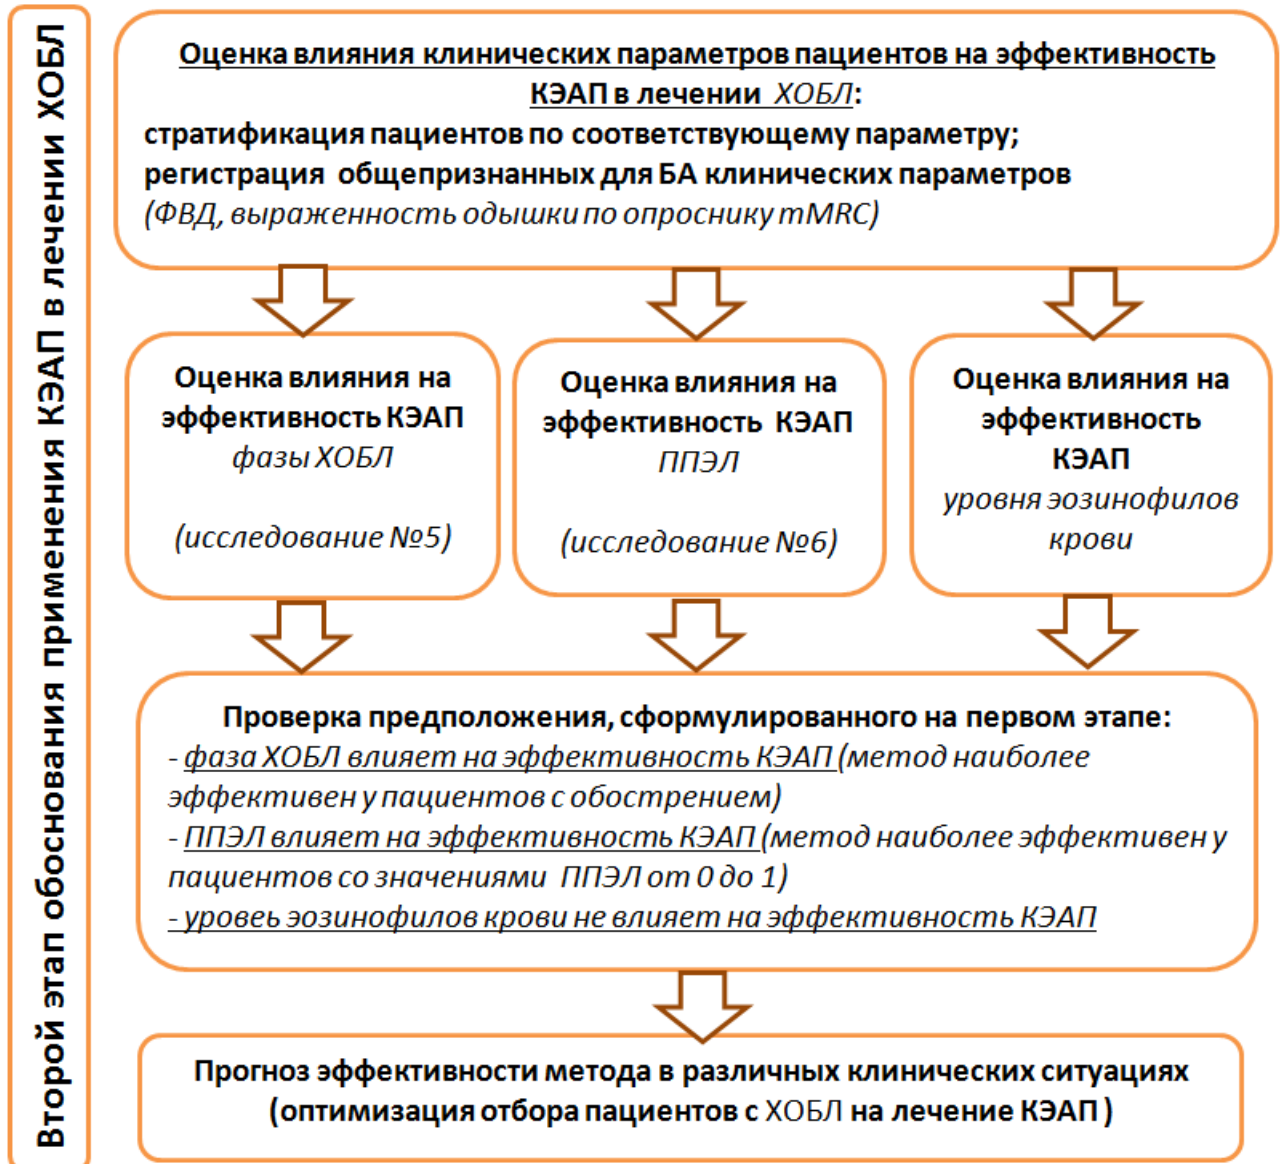 Второй этап обоснования применения КЭАП в лечении ХОБЛ
Оценка влияния клинических параметров пациентов на эффективность
КЭАП в лечении ХОБЛ:
стратификация пациентов по соответствующему параметру;
регистрация общепризнанных для БА клинических параметров
(ФВД, выраженность одышки по опроснику mMRC)
Оценка влияния на
эффективность КЭАП
фазы ХОБЛ
(исследование №5)
Оценка влияния на
эффективность КЭАП
ППЭЛ
(исследование №6)
Оценка влияния на
эффективность
КЭАП
уровня эозинофилов
крови
Проверка предположения, сформулированного на первом этапе:
- фаза ХОБЛ влияет на эффективность КЭАП (метод наиболее
эффективен у пациентов с обострением)
- ППЭЛ влияет на эффективность КЭАП (метод наиболее эффективен у
пациентов со значениями ППЭЛ от 0 до 1)
- уровеь эозинофилов крови не влияет на эффективность КЭАП
Прогноз эффективности метода в различных клинических ситуациях
(оптимизация отбора пациентов с ХОБЛ на лечение КЭАП )